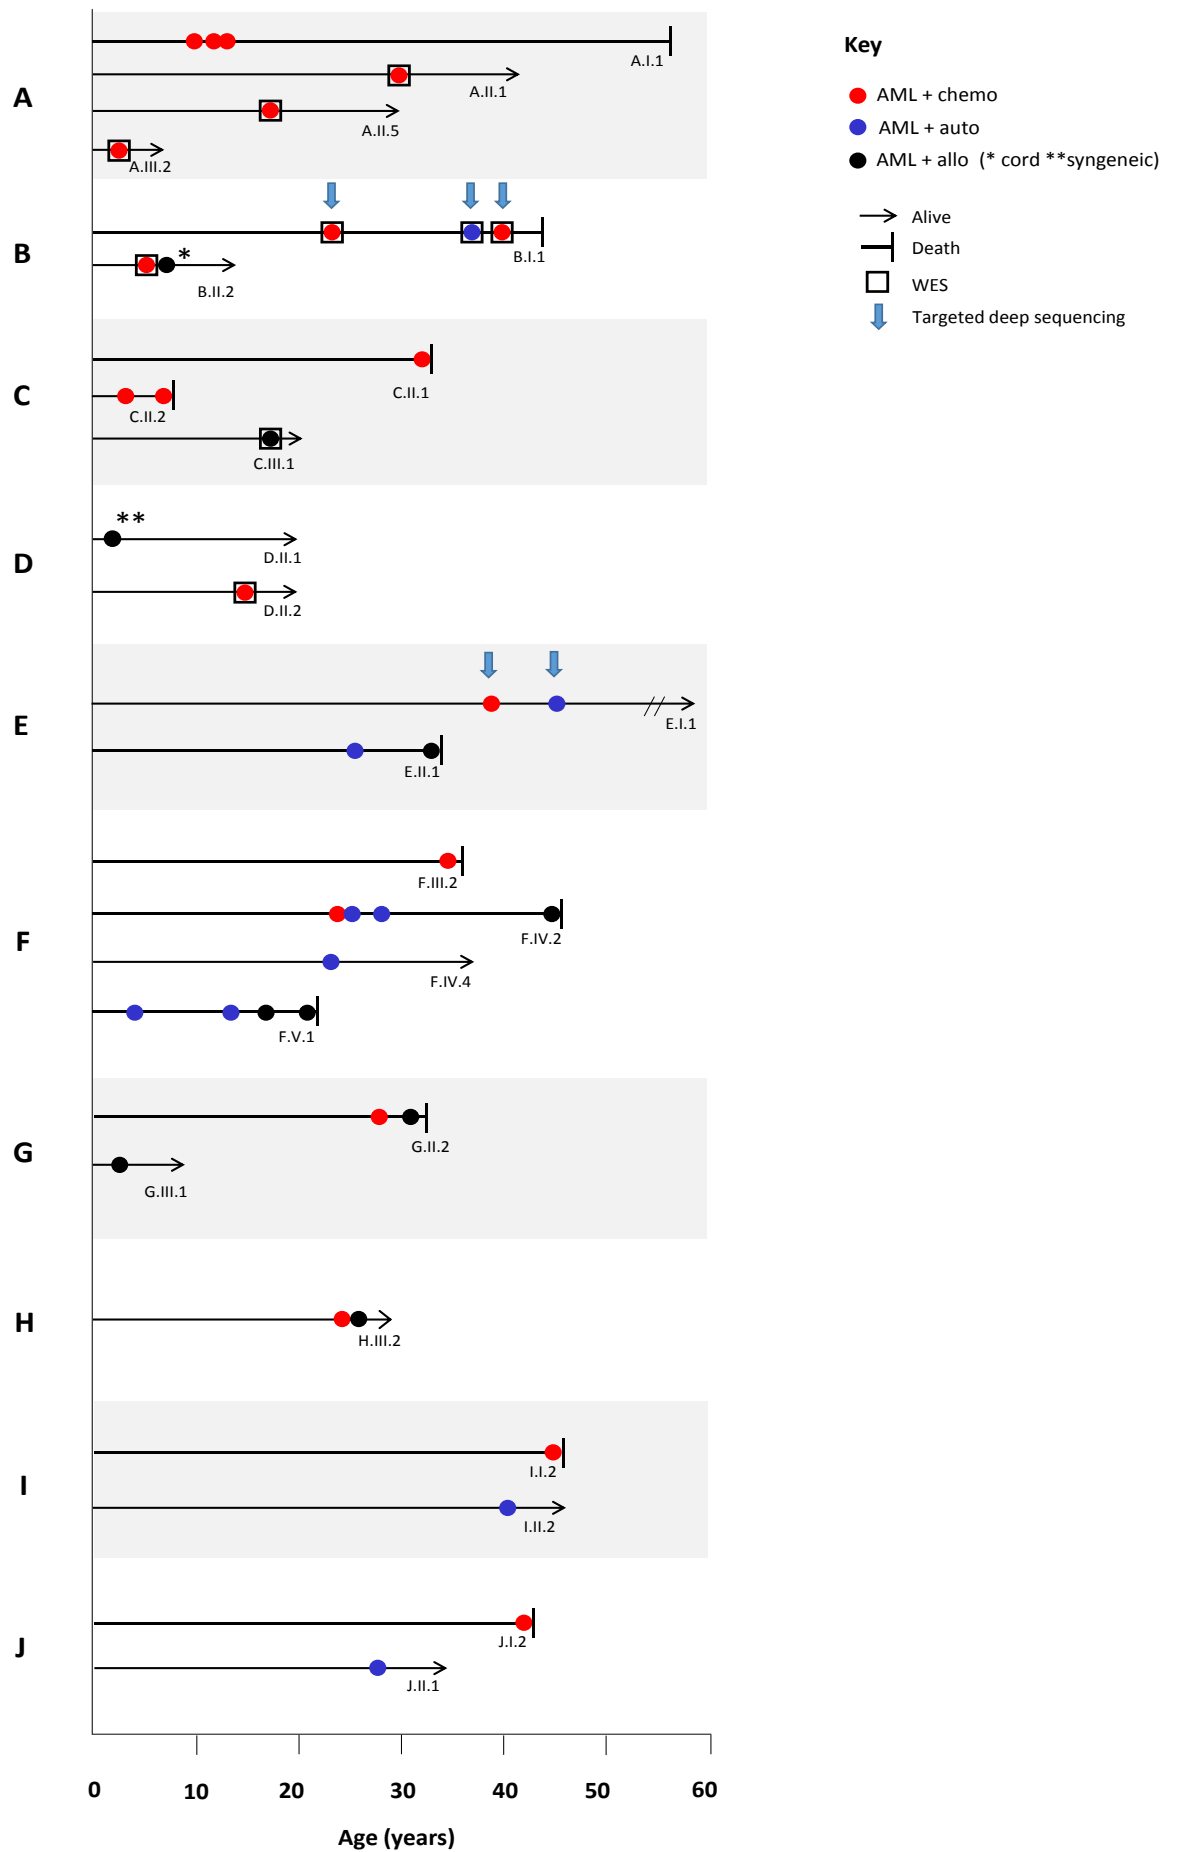 A
A.I.1
A.II.1
A.II.5
A.III.2
B
B.I.1
*
B.II.2
C
C.II.1
C.II.2
C.III.1
D
**
D.II.1
D.II.2
E
E.I.1
E.II.1
F
F.III.2
F.IV.2
F.IV.4
F.V.1
G
G.II.2
G.III.1
H
H.III.2
I
I.I.2
I.II.2
J
J.I.2
J.II.1
0 10 20 30 40 50 60
Age (years)
Key
AML + chemo
AML + auto
AML + allo (* cord **syngeneic)
Alive
Death
WES
Targeted deep sequencing